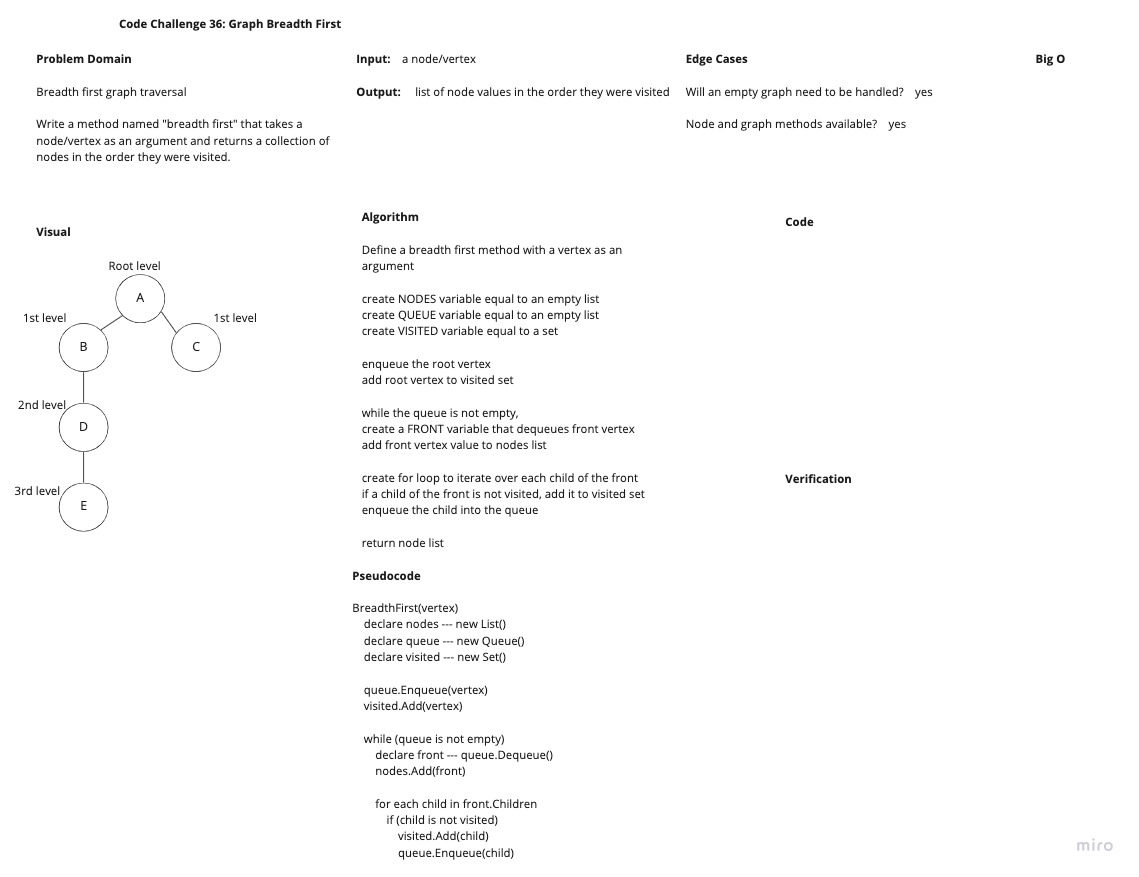 Code Challenge 36: Graph Breadth First
Problem Domain
Breadth first graph traversal
Write a method named "breadth first" that takes a
node/vertex as an argument and returns a collection of
nodes in the order they were visited.
Input: a node/vertex
Output: list of node values in the order they were visited
Edge Cases
Will an empty graph need to be handled? yes
Node and graph methods available? yes
Big O
Visual
Root level
A
1st level
1st level
B
C
2nd level
D
3rd level
E
Algorithm
Define a breadth first method with a vertex as an
argument
create NODES variable equal to an empty list
create QUEUE variable equal to an empty list
create VISITED variable equal to a set
enqueue the root vertex
add root vertex to visited set
while the queue is not empty,
create a FRONT variable that dequeues front vertex
add front vertex value to nodes list
create for loop to iterate over each child of the front
if a child of the front is not visited, add it to visited set
enqueue the child into the queue
return node list
Pseudocode
BreadthFirst(vertex)
declare nodes --- new List()
declare queue --- new Queue()
declare visited --- new Set()
queue.Enqueue(vertex)
visited.Add(vertex)
while (queue is not empty)
declare front --- queue.Dequeue()
nodes.Add(front)
for each child in front.Children
if (child is not visited)
visited.Add(child)
queue.Enqueue(child)
Code
Verification
miro